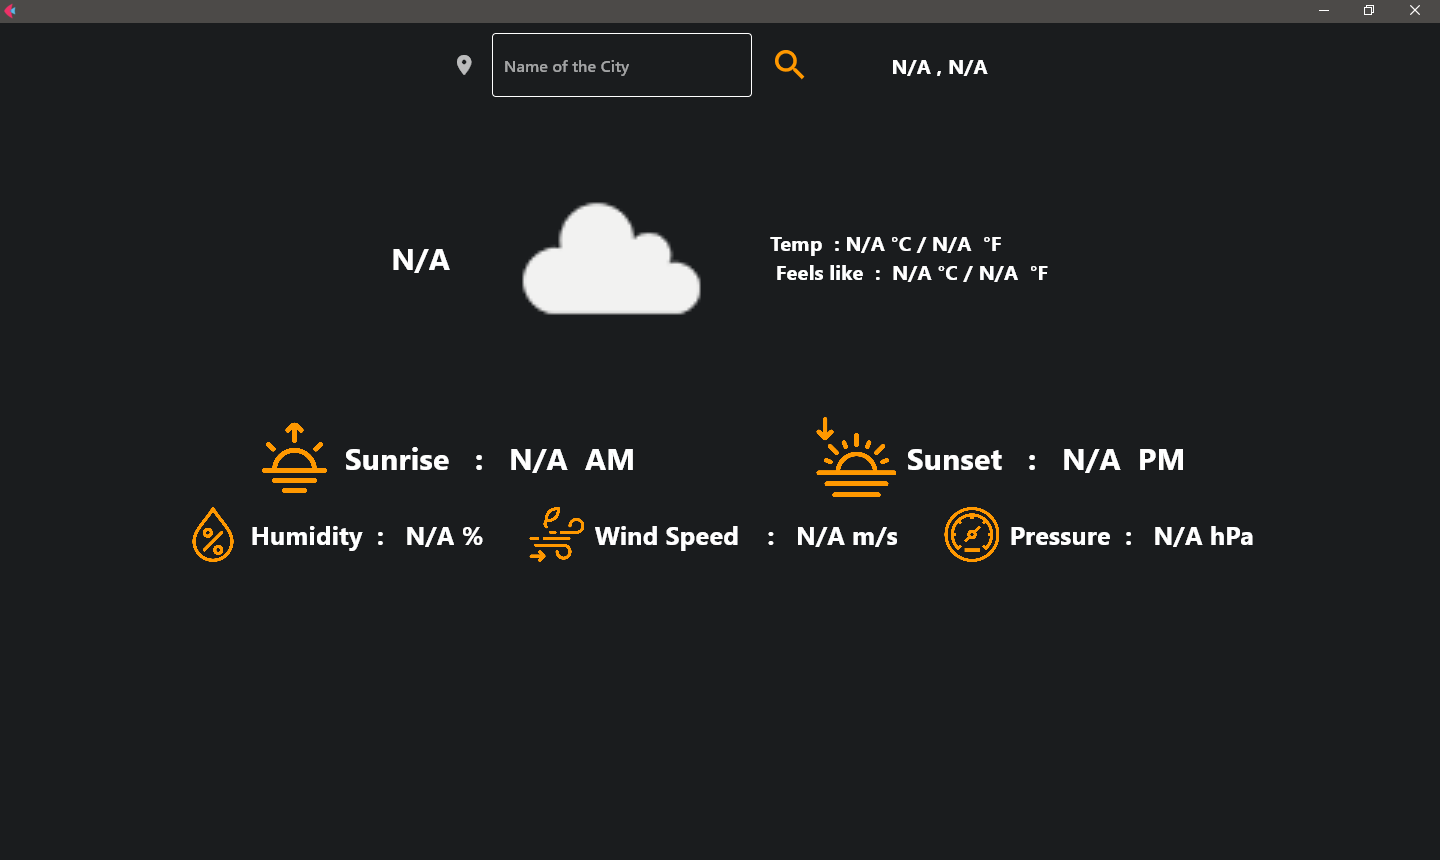 Name of the City
N/A , N/A
N/A
Temp : N/A °C / N/A °F
Feels like : N/A °C / N/A °F
Sunrise : N/A AM
Sunset : N/A PM
Humidity : N/A %
Wind Speed : N/A m/s
Pressure : N/A hPa